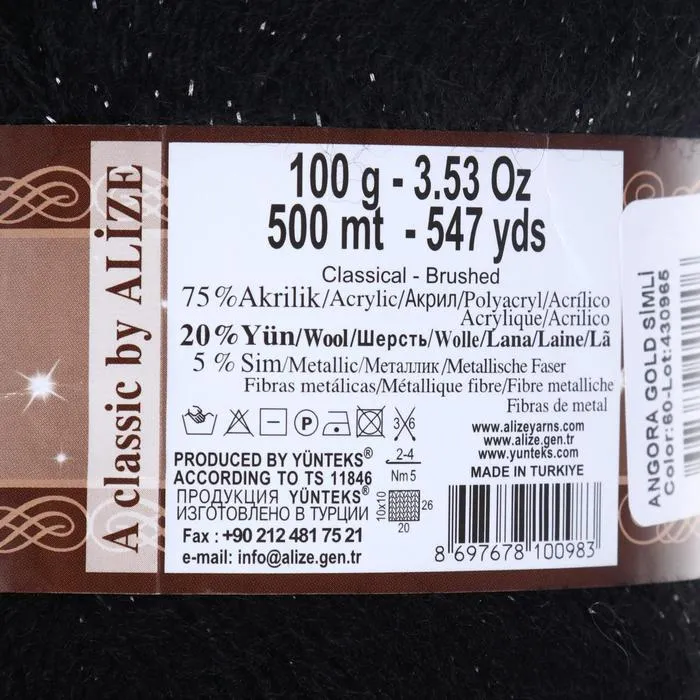 A classic by ALİZE
100 g - 3.53 Oz
500 mt - 547 yds
Classical - Brushed
75%Akrilik/Acrylic/Акрил/Polyacryl/Acrílico
Acrylique/Acrilico
20%Yün/Wool/Шерсть/Wolle/Lana/Laine/Lã
5 % Sim/Metallic/Металлик/Metallische Faser
Fibras metálicas/Métallique fibre/Fibre metalliche
Fibras de metal
P
3 6
2-4
Nm 5
10x10
26
20
PRODUCED BY YÜNTEKS®
ACCORDING TO TS 11846
ПРОДУКЦИЯ YÜNTEKS®
ИЗГОТОВЛЕНО В ТУРЦИИ
Fax : +90 212 481 75 21
e-mail: info@alize.gen.tr
www.alizeyarns.com
www.alize.gen.tr
www.yunteks.com
MADE IN TURKIYE
8 697678 100983
ANGORA GOLD SİMLİ
Color:60-Lot:430965